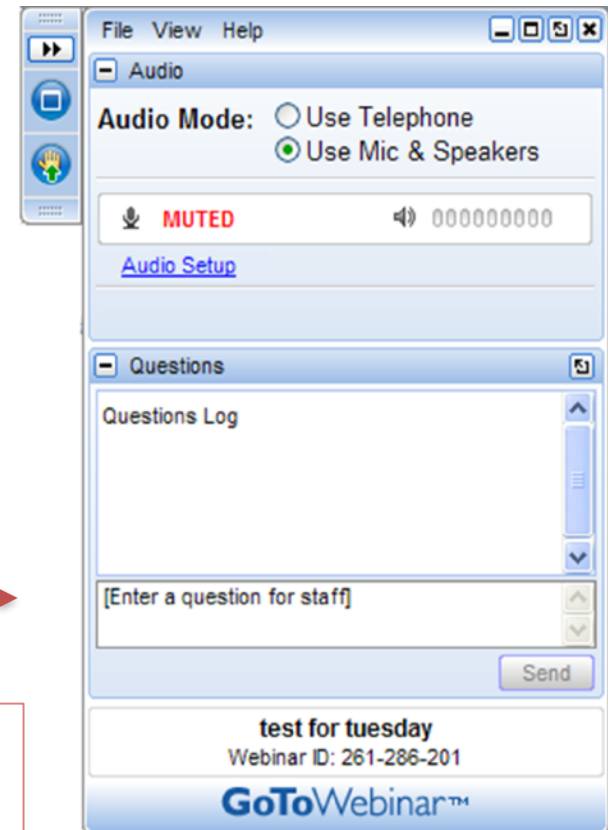 File View Help
Audio
Audio Mode: Use Telephone
Use Mic & Speakers
MUTED 000000000
Audio Setup
Questions
Questions Log
[Enter a question for staff]
Send
test for tuesday
Webinar ID: 261-286-201
GoToWebinar™